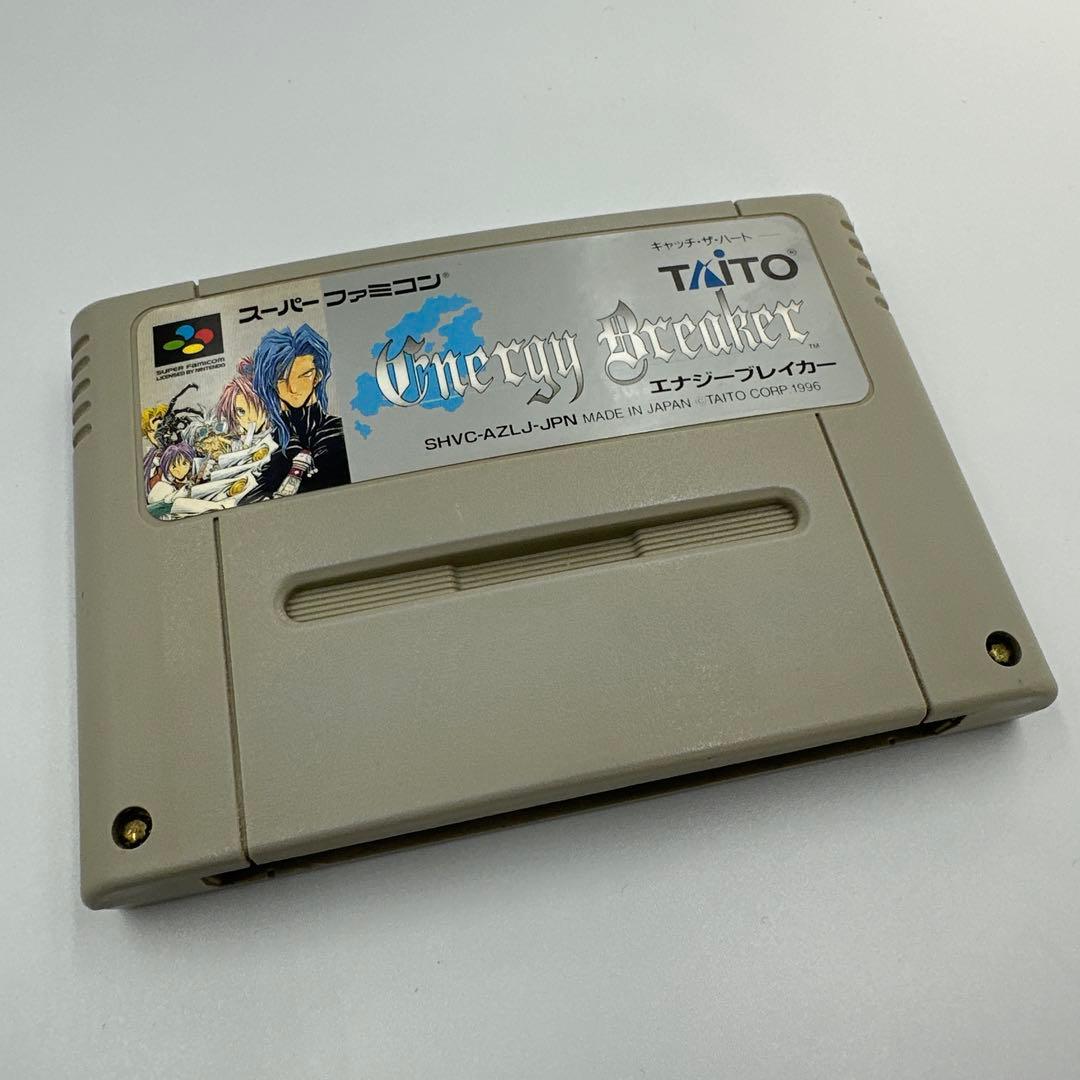 スーパーファミコン®
SUPER FAMICOM
LICENSED BY NINTENDO
キャッチ・ザ・ハート
TAITO®
Energy Breaker™
エナジーブレイカー
SHVC-AZLJ-JPN MADE IN JAPAN ©TAITO CORP. 1996